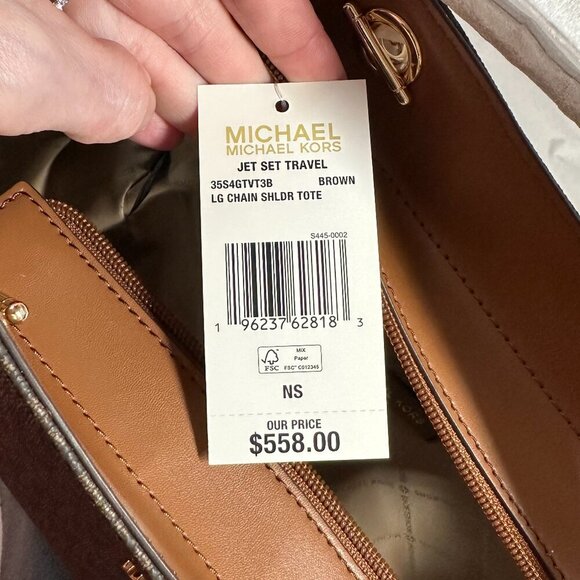 MICHAEL
MICHAEL KORS
JET SET TRAVEL
35S4GTVT3B BROWN
LG CHAIN SHLDR TOTE
S445-0002
1 96237 62818 3
FSC
MIX
Paper
FSC® C012345
NS
OUR PRICE
$558.00
KORS